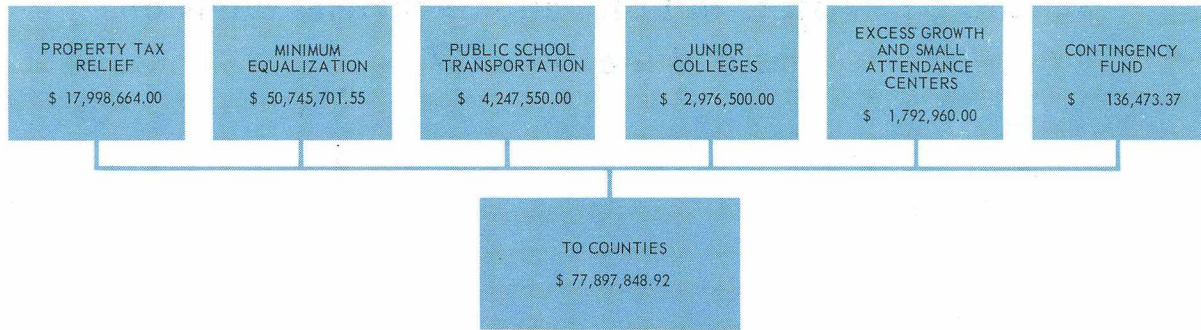 PROPERTY TAX
RELIEF
$ 17,998,664.00
MINIMUM
EQUALIZATION
$ 50,745,701.55
PUBLIC SCHOOL
TRANSPORTATION
$ 4,247,550.00
JUNIOR
COLLEGES
$ 2,976,500.00
EXCESS GROWTH
AND SMALL
ATTENDANCE
CENTERS
$ 1,792,960.00
CONTINGENCY
FUND
$ 136,473.37
TO COUNTIES
$ 77,897,848.92